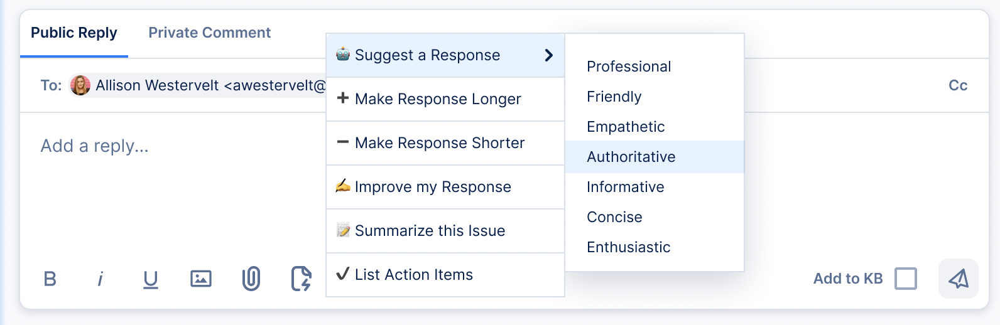 Public Reply
Private Comment
To: Allison Westervelt <awestervelt@
Cc
Add a reply...
Suggest a Response
Make Response Longer
Make Response Shorter
Improve my Response
Summarize this Issue
List Action Items
Professional
Friendly
Empathetic
Authoritative
Informative
Concise
Enthusiastic
B i U
Add to KB